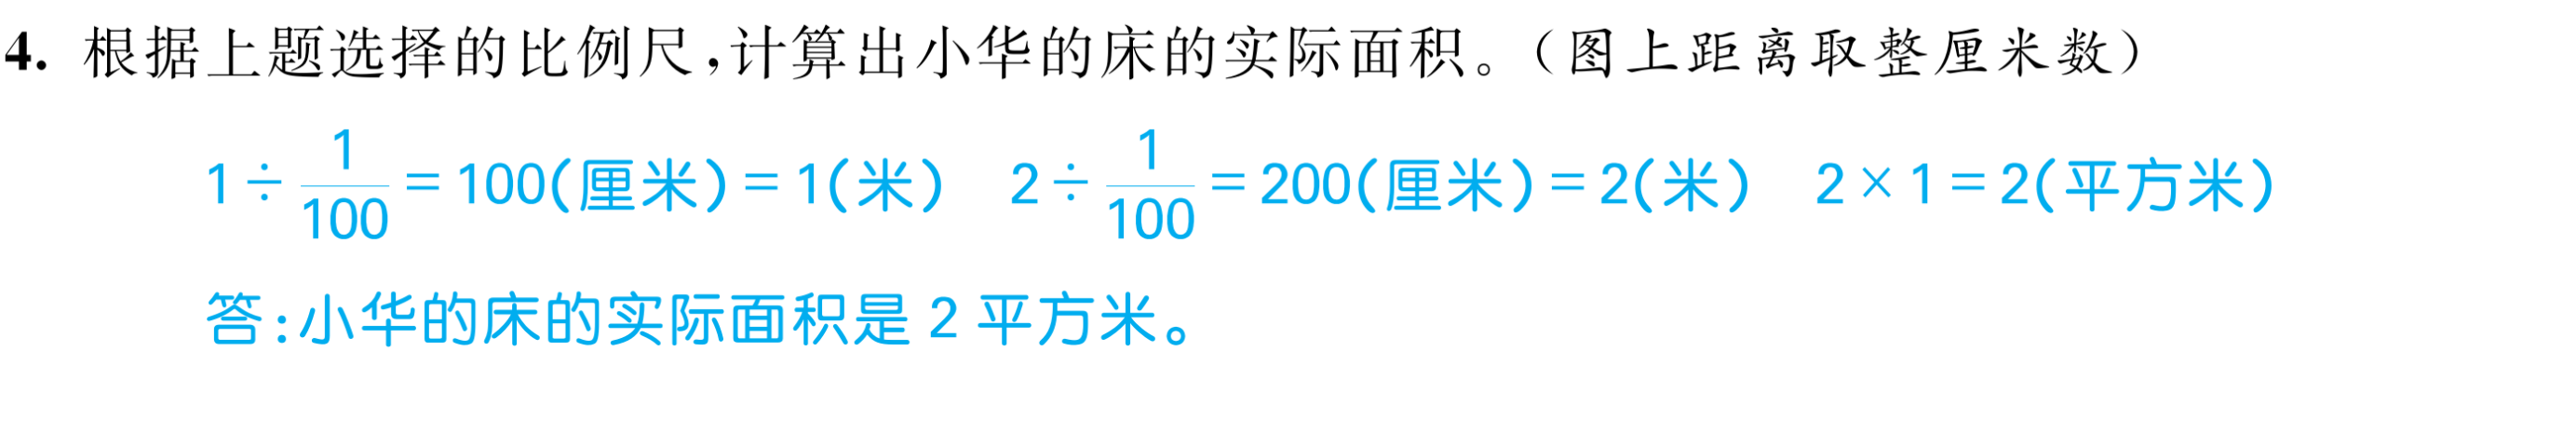 4. 根据上题选择的比例尺,计算出小华的床的实际面积。(图上距离取整厘米数)
1÷1/100=100(厘米)=1(米) 2÷1/100=200(厘米)=2(米) 2×1=2(平方米)
答:小华的床的实际面积是 2 平方米。